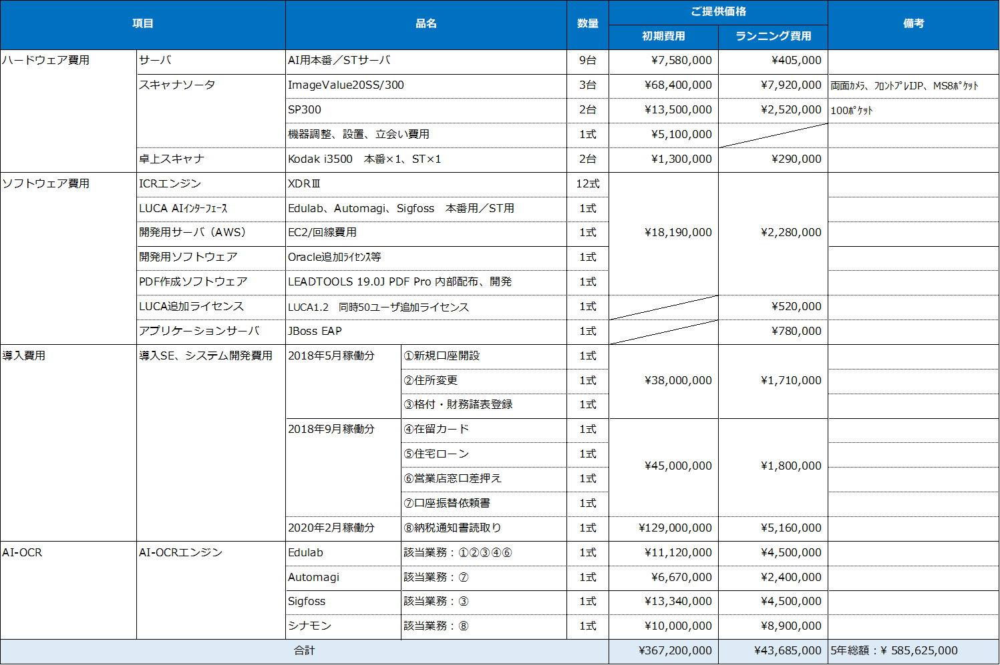 項目 品名 数量 ご提供価格 備考
初期費用 ランニング費用
ハードウェア費用 サーバ AI用本番／STサーバ 9台 ¥7,580,000 ¥405,000
スキャナソータ ImageValue20SS/300 3台 ¥68,400,000 ¥7,920,000 両面ｶﾒﾗ、ﾌﾛﾝﾄﾌﾟﾚIJP、MS8ﾎﾟｹｯﾄ
SP300 2台 ¥13,500,000 ¥2,520,000 100ﾎﾟｹｯﾄ
機器調整、設置、立会い費用 1式 ¥5,100,000
卓上スキャナ Kodak i3500　本番×1、ST×1 2台 ¥1,300,000 ¥290,000
ソフトウェア費用 ICRエンジン XDRⅢ 12式
LUCA AIｲﾝﾀｰﾌｪｰｽ Edulab、Automagi、Sigfoss　本番用／ST用 1式
開発用サーバ（AWS） EC2/回線費用 1式 ¥18,190,000 ¥2,280,000
開発用ソフトウェア Oracle追加ﾗｲｾﾝｽ等 1式
PDF作成ソフトウェア LEADTOOLS 19.0J PDF Pro 内部配布、開発 1式
LUCA追加ライセンス LUCA1.2　同時50ユーザ追加ライセンス 1式 ¥520,000
アプリケーションサーバ JBoss EAP 1式 ¥780,000
導入費用 導入SE、システム開発費用 2018年5月稼働分 ①新規口座開設 1式
②住所変更 1式 ¥38,000,000 ¥1,710,000
③格付・財務諸表登録 1式
2018年9月稼働分 ④在留カード 1式
⑤住宅ローン 1式
¥45,000,000 ¥1,800,000
⑥営業店窓口差押え 1式
⑦口座振替依頼書 1式
2020年2月稼働分 ⑧納税通知書読取り 1式 ¥129,000,000 ¥5,160,000
AI-OCR AI-OCRエンジン Edulab 該当業務：①②③④⑥ 1式 ¥11,120,000 ¥4,500,000
Automagi 該当業務：⑦ 1式 ¥6,670,000 ¥2,400,000
Sigfoss 該当業務：③ 1式 ¥13,340,000 ¥4,500,000
シナモン 該当業務：⑧ 1式 ¥10,000,000 ¥8,900,000
合計 ¥367,200,000 ¥43,685,000 5年総額：¥ 585,625,000